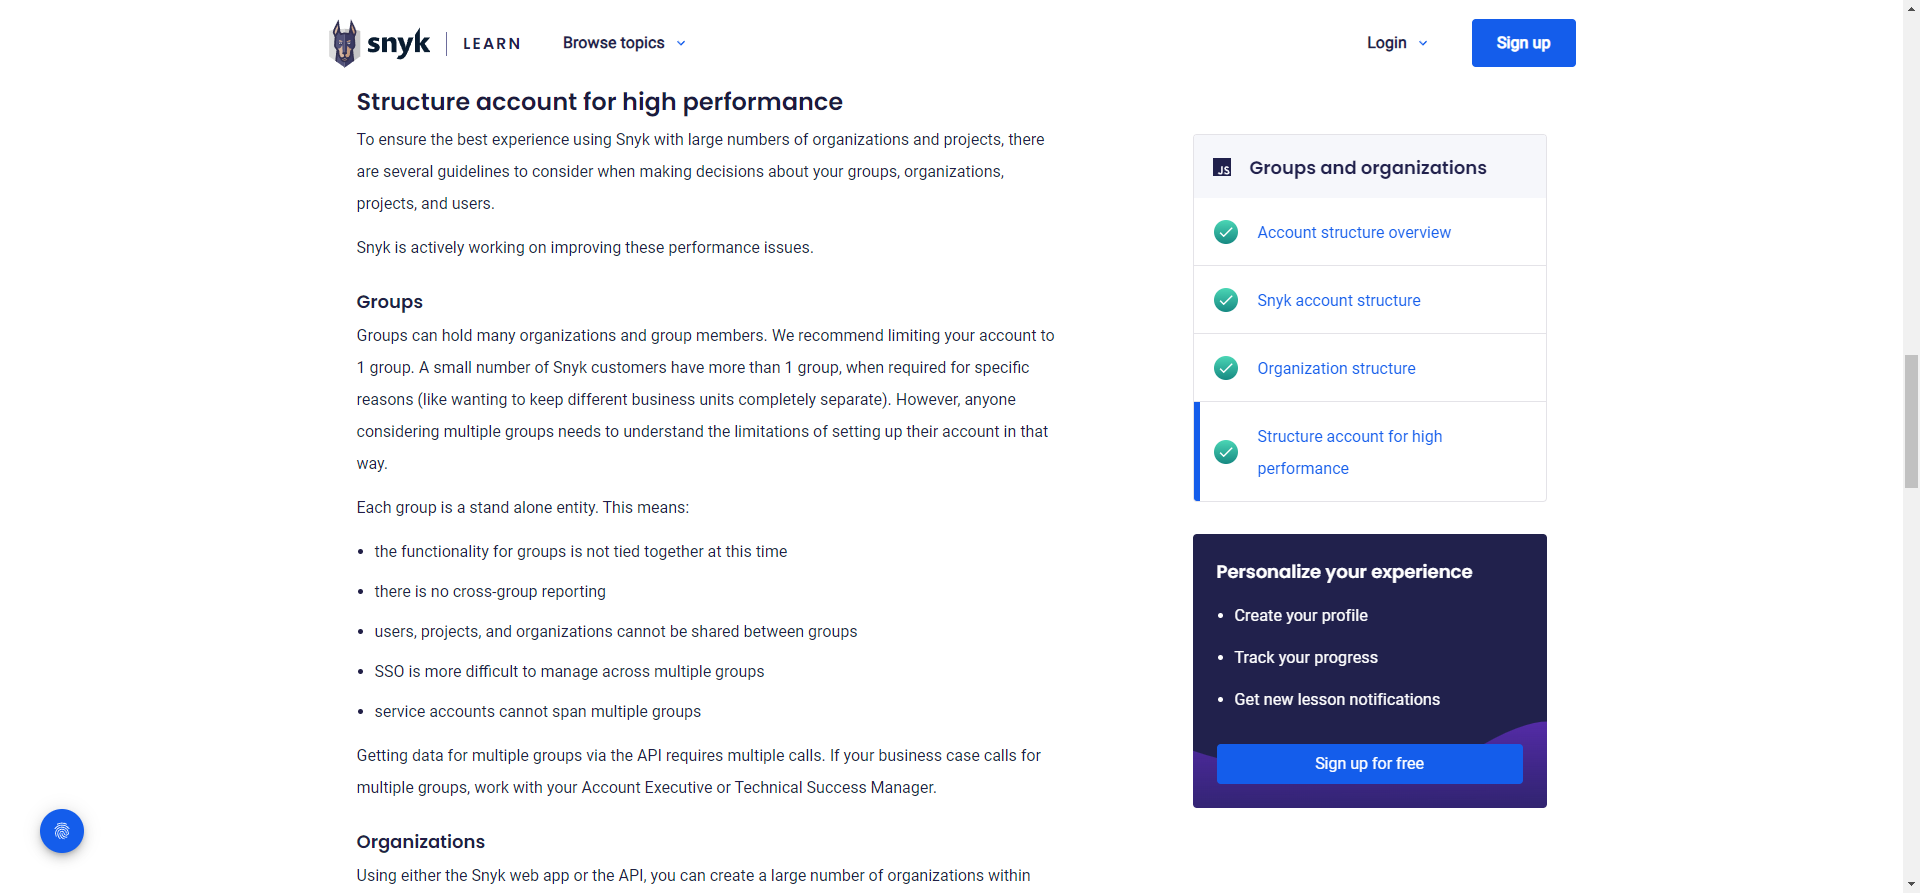 snyk LEARN Browse topics Login Sign up
Structure account for high performance
To ensure the best experience using Snyk with large numbers of organizations and projects, there
are several guidelines to consider when making decisions about your groups, organizations,
projects, and users.
Snyk is actively working on improving these performance issues.
Groups
Groups can hold many organizations and group members. We recommend limiting your account to
1 group. A small number of Snyk customers have more than 1 group, when required for specific
reasons (like wanting to keep different business units completely separate). However, anyone
considering multiple groups needs to understand the limitations of setting up their account in that
way.
Each group is a stand alone entity. This means:
• the functionality for groups is not tied together at this time
• there is no cross-group reporting
• users, projects, and organizations cannot be shared between groups
• SSO is more difficult to manage across multiple groups
• service accounts cannot span multiple groups
Getting data for multiple groups via the API requires multiple calls. If your business case calls for
multiple groups, work with your Account Executive or Technical Success Manager.
Organizations
Using either the Snyk web app or the API, you can create a large number of organizations within
JS Groups and organizations
Account structure overview
Snyk account structure
Organization structure
Structure account for high
performance
Personalize your experience
• Create your profile
• Track your progress
• Get new lesson notifications
Sign up for free